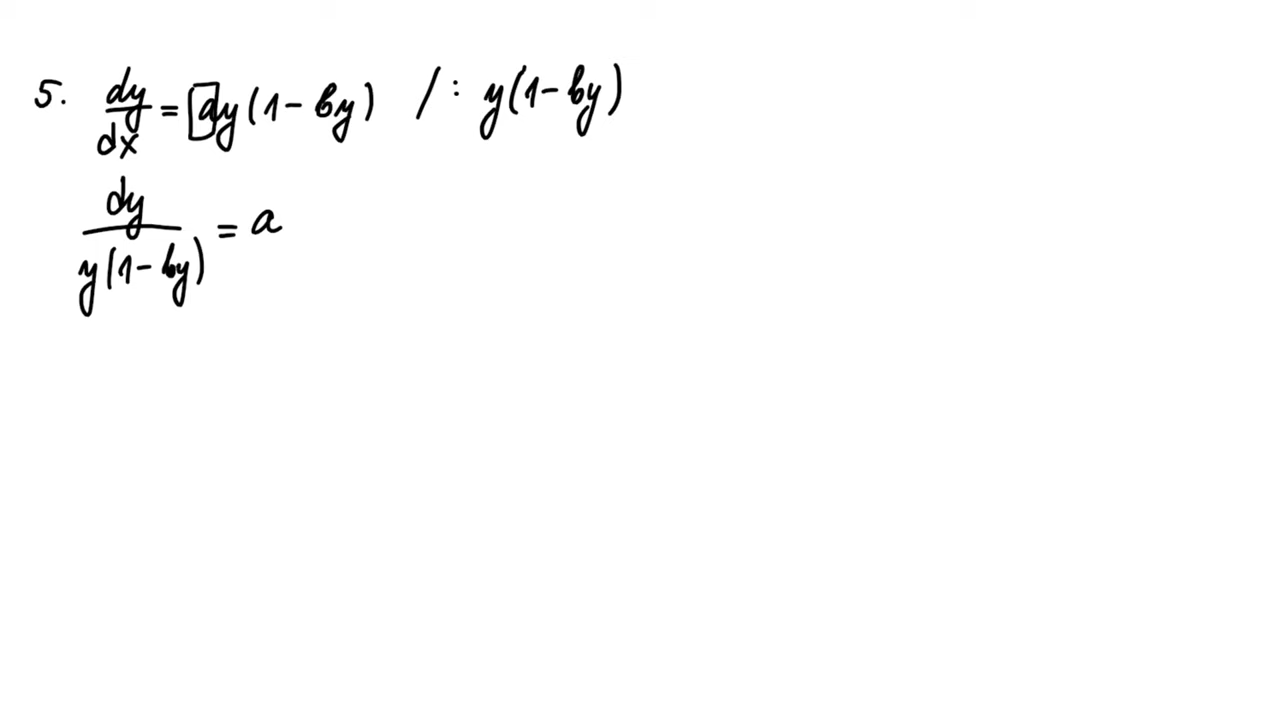 5. dy/dx = ay(1 - by) / : y(1 - by)
dy/y(1 - by) = a